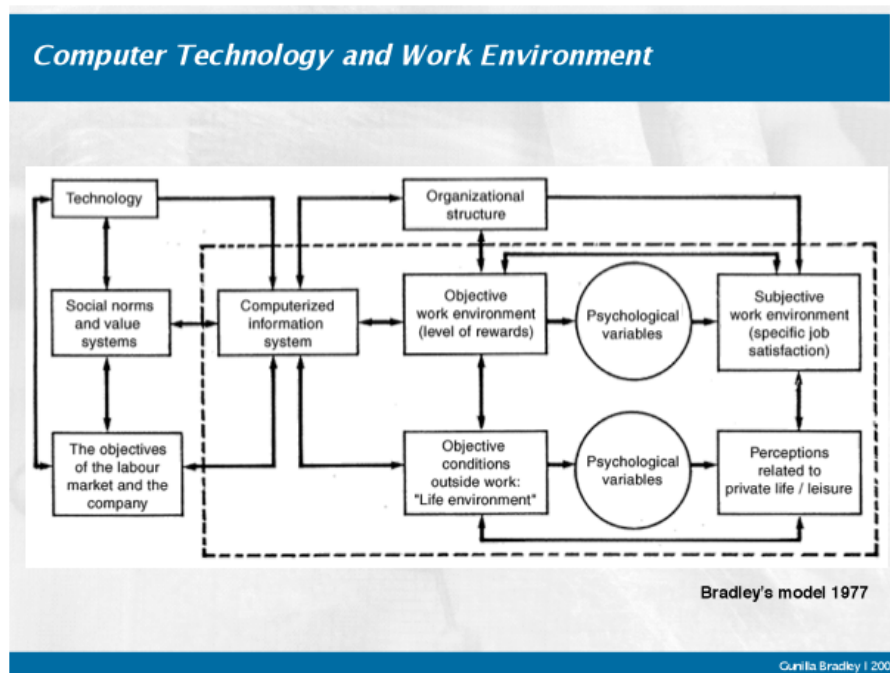 Computer Technology and Work Environment
Technology
Organizational
structure
Social norms
and value
systems
Computerized
information
system
Objective
work environment
(level of rewards)
Psychological
variables
Subjective
work environment
(specific job
satisfaction)
The objectives
of the labour
market and the
company
Objective
conditions
outside work:
"Life environment"
Psychological
variables
Perceptions
related to
private life / leisure
Bradley's model 1977
Gunilla Bradley | 200